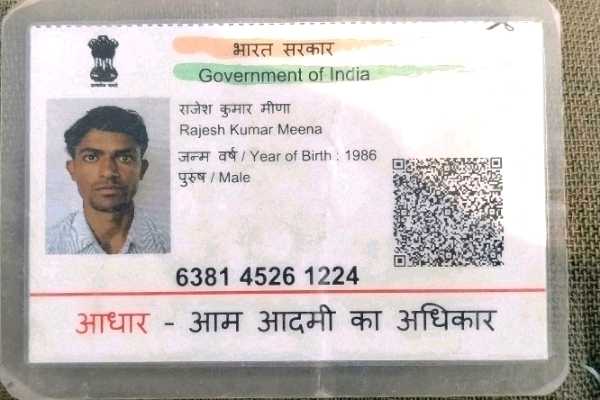 भारत सरकार
Government of India
राजेश कुमार मीणा
Rajesh Kumar Meena
जन्म वर्ष / Year of Birth : 1986
पुरुष / Male
6381 4526 1224
आधार - आम आदमी का अधिकार